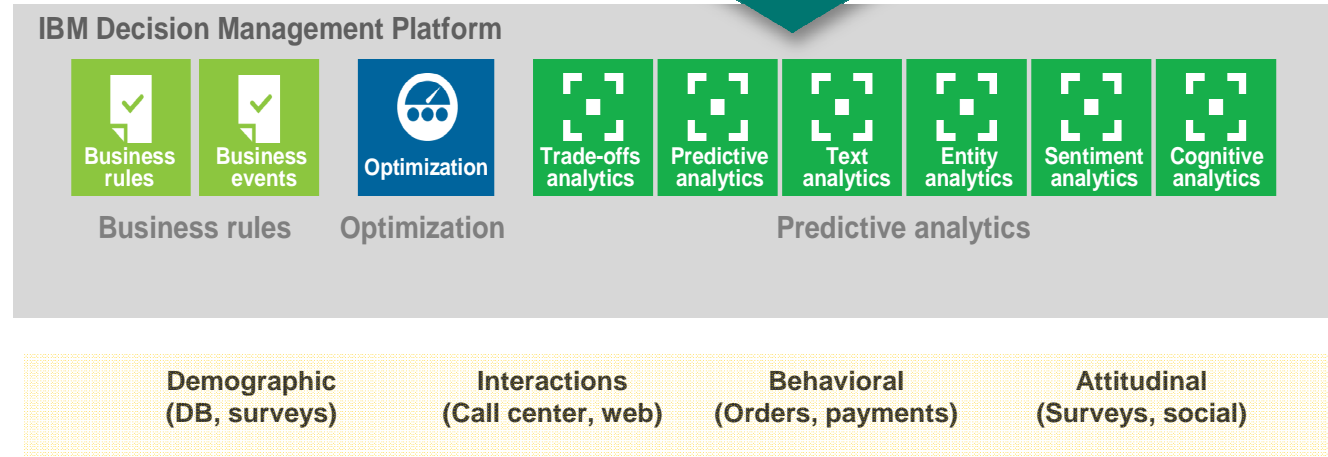 IBM Decision Management Platform
Business
rules
Business
events
Optimization
Trade-offs
analytics
Predictive
analytics
Text
analytics
Entity
analytics
Sentiment
analytics
Cognitive
analytics
Business rules
Optimization
Predictive analytics
Demographic
(DB, surveys)
Interactions
(Call center, web)
Behavioral
(Orders, payments)
Attitudinal
(Surveys, social)